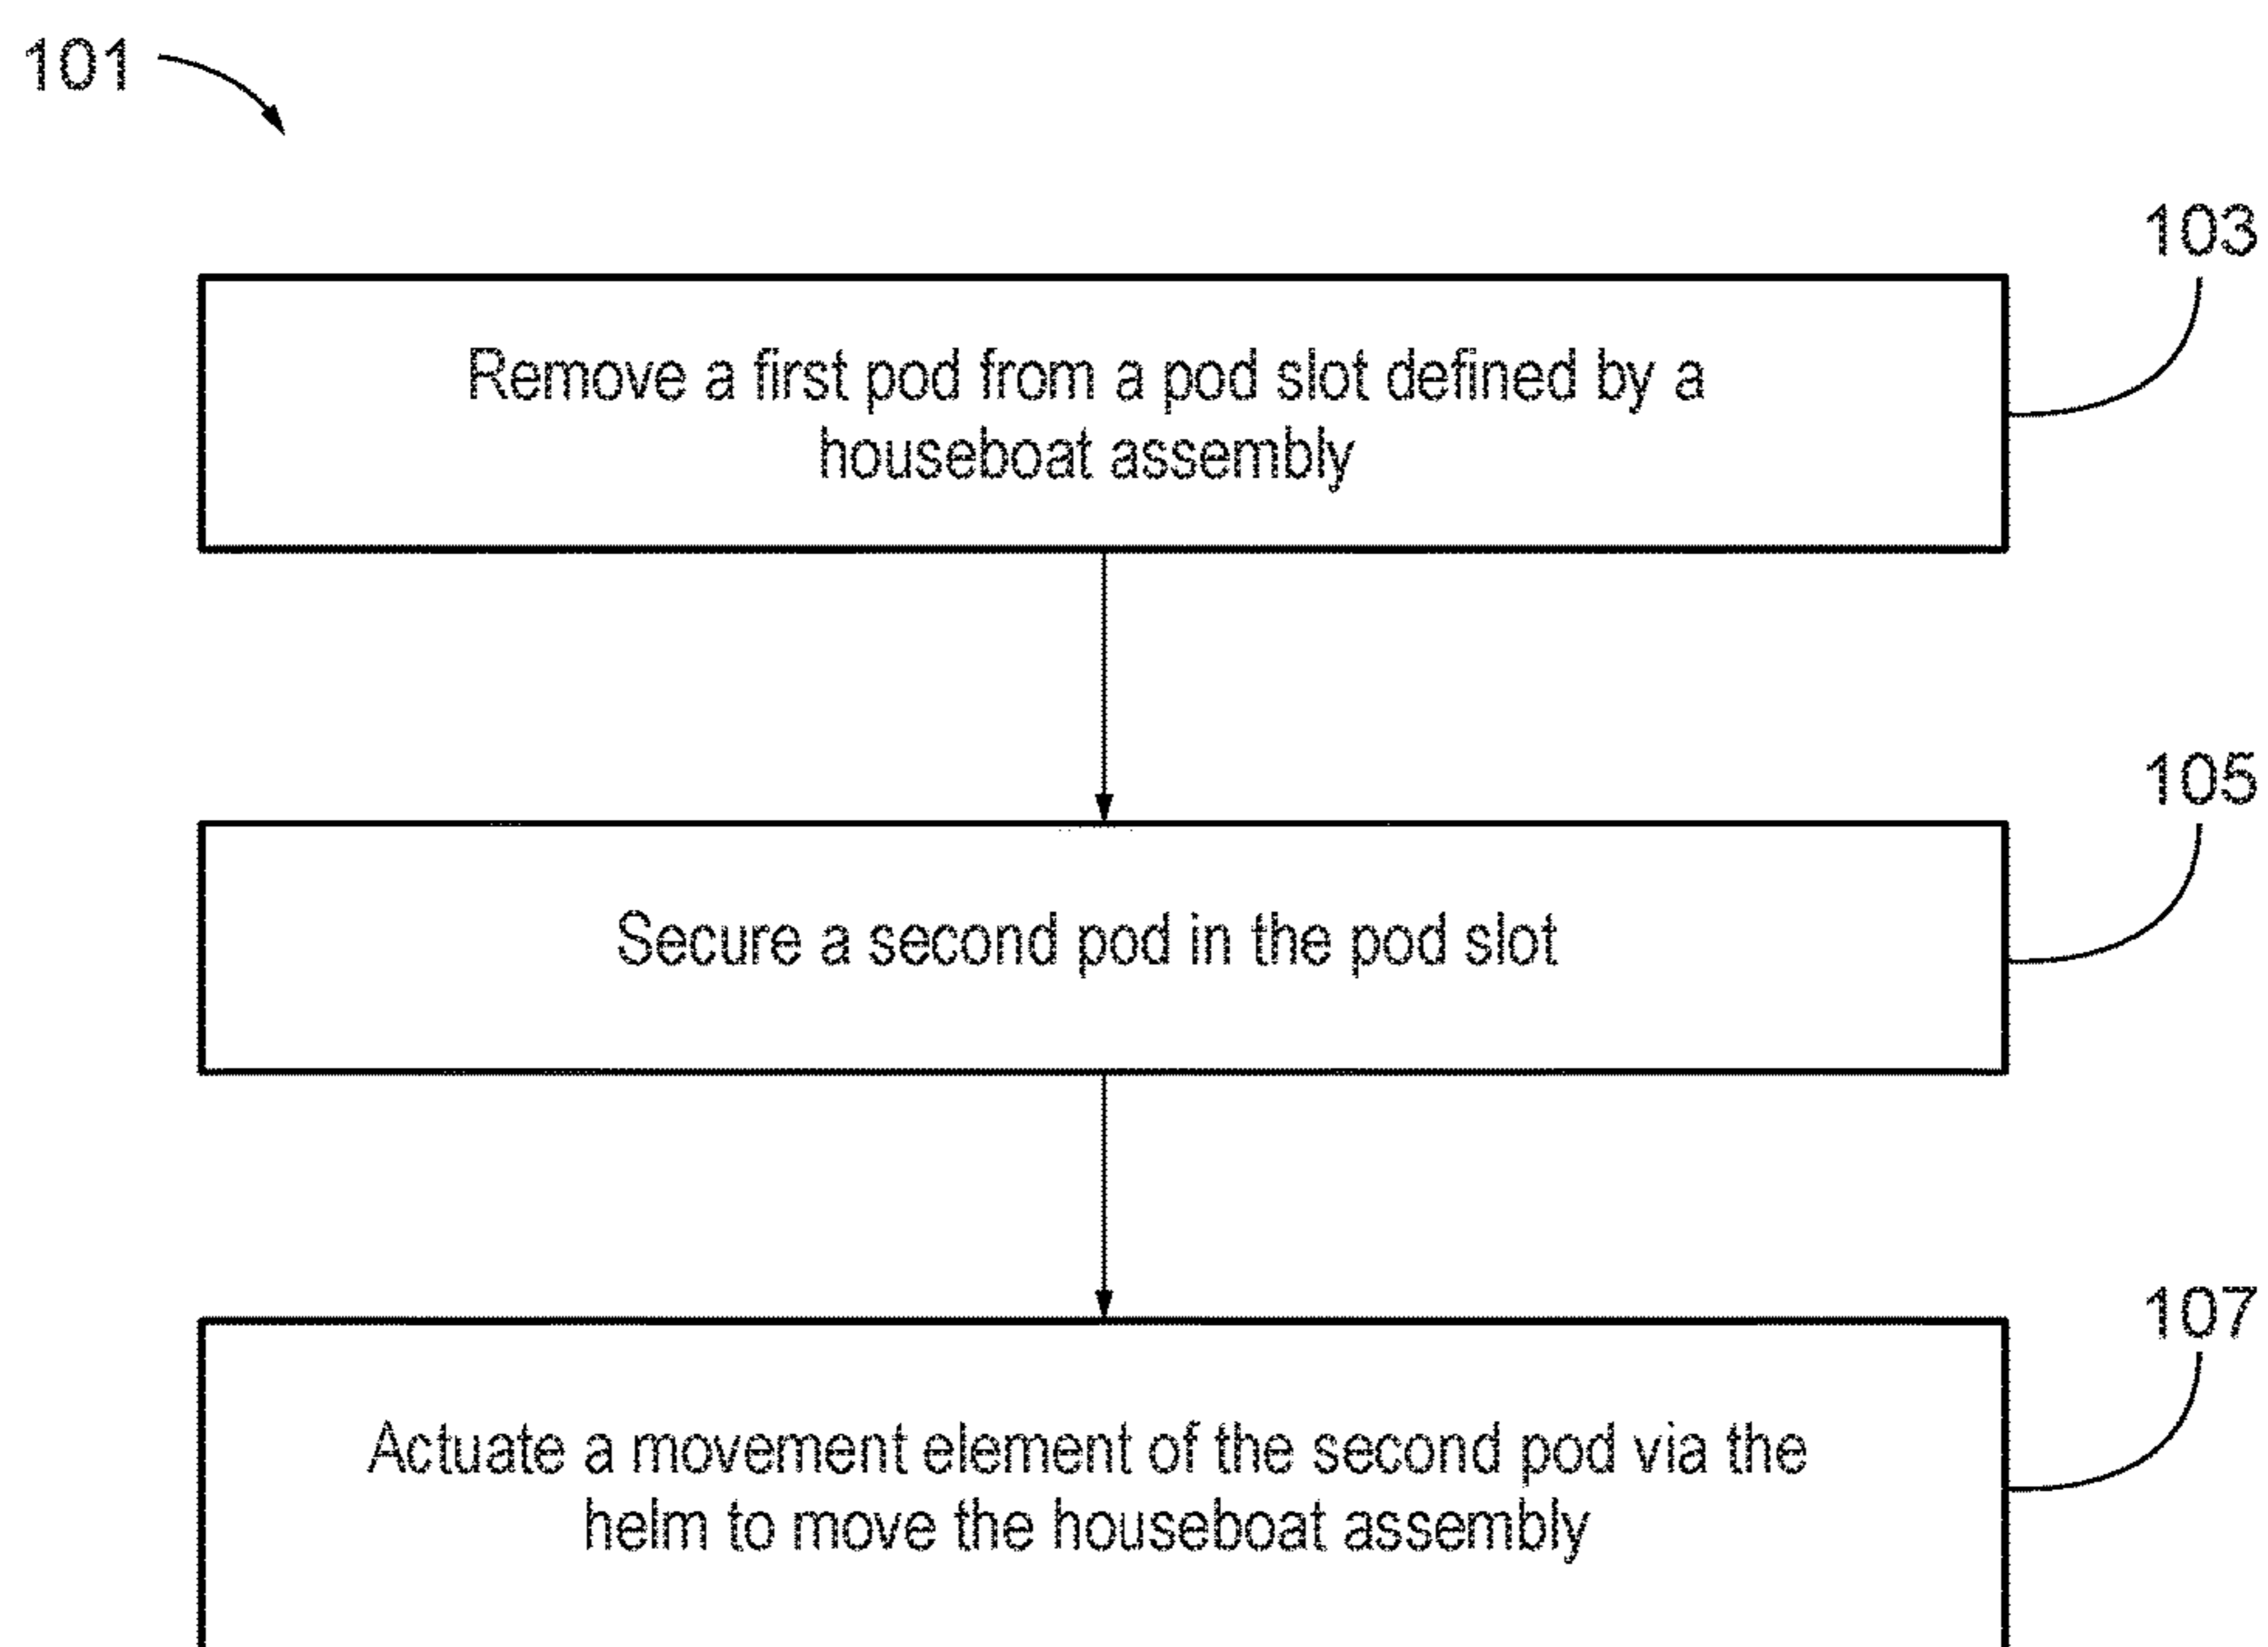 101
103
Remove a first pod from a pod slot defined by a
houseboat assembly
105
Secure a second pod in the pod slot
107
Actuate a movement element of the second pod via the
helm to move the houseboat assembly